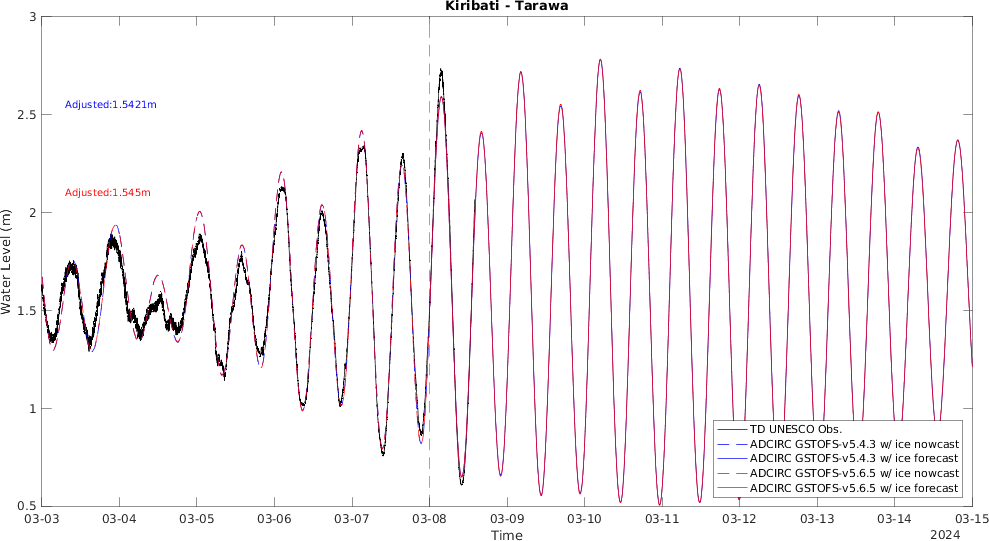 Kiribati - Tarawa
3
2.5
2
1.5
1
0.5
Water Level (m)
Adjusted:1.5421m
Adjusted:1.545m
TD UNESCO Obs.
ADCIRC GSTOFS-v5.4.3 w/ ice nowcast
ADCIRC GSTOFS-v5.4.3 w/ ice forecast
ADCIRC GSTOFS-v5.6.5 w/ ice nowcast
ADCIRC GSTOFS-v5.6.5 w/ ice forecast
03-03 03-04 03-05 03-06 03-07 03-08 03-09 03-10 03-11 03-12 03-13 03-14 03-15
Time
2024